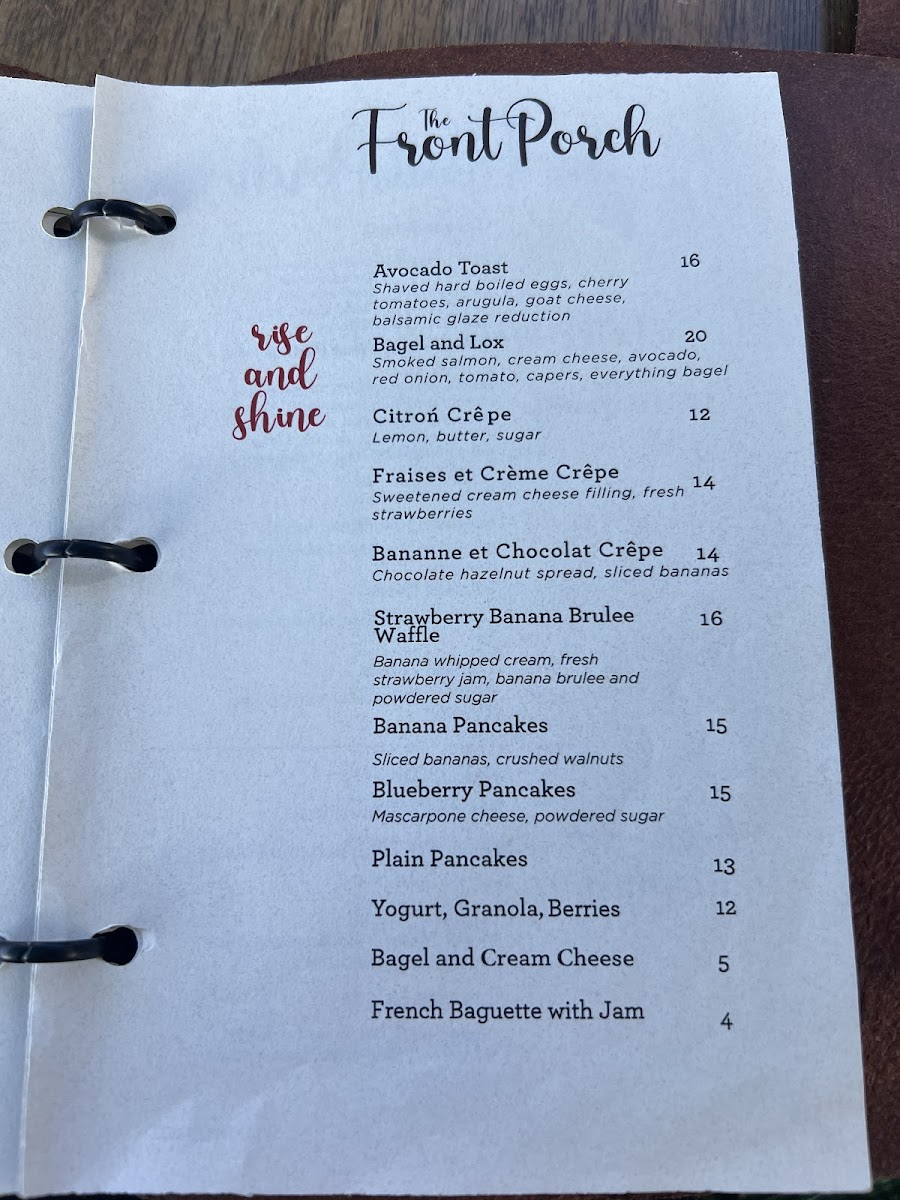 The
Front Porch
rise
and
shine
Avocado Toast 16
Shaved hard boiled eggs, cherry
tomatoes, arugula, goat cheese,
balsamic glaze reduction
Bagel and Lox 20
Smoked salmon, cream cheese, avocado,
red onion, tomato, capers, everything bagel
Citroń Crêpe 12
Lemon, butter, sugar
Fraises et Crème Crêpe 14
Sweetened cream cheese filling, fresh
strawberries
Bananne et Chocolat Crêpe 14
Chocolate hazelnut spread, sliced bananas
Strawberry Banana Brulee 16
Waffle
Banana whipped cream, fresh
strawberry jam, banana brulee and
powdered sugar
Banana Pancakes 15
Sliced bananas, crushed walnuts
Blueberry Pancakes 15
Mascarpone cheese, powdered sugar
Plain Pancakes 13
Yogurt, Granola, Berries 12
Bagel and Cream Cheese 5
French Baguette with Jam 4